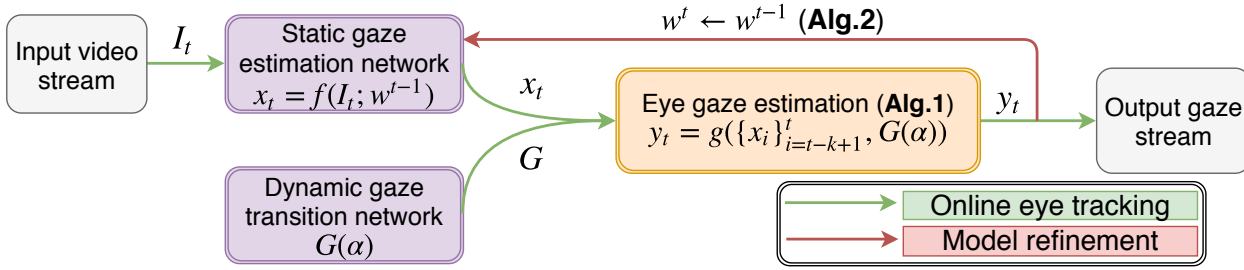 Input video
stream
I_t
Static gaze
estimation network
x_t = f(I_t; w^{t-1})
w^t ← w^{t-1} (Alg.2)
x_t
G
Dynamic gaze
transition network
G(α)
Eye gaze estimation (Alg.1)
y_t = g({x_i}^t_{i=t-k+1}, G(α))
y_t
Output gaze
stream
Online eye tracking
Model refinement